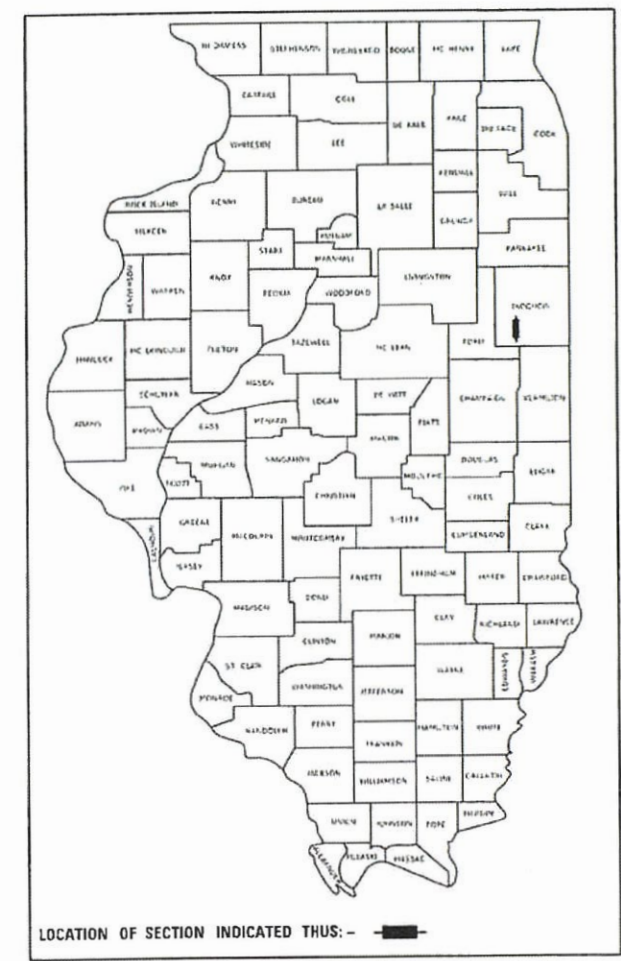 STEPHENSON
BOONE
MC HENRY
LAKE
CARROLL
OGLE
DE KALB
KANE
DU PAGE
COOK
WHITESIDE
LEE
KENDALL
WILL
ROCK ISLAND
HENRY
BUREAU
LA SALLE
GRUNDY
MERCER
PUTNAM
KANKAKEE
STARK
MARSHALL
HENDERSON
WARREN
KNOX
PEORIA
WOODFORD
LIVINGSTON
IROQUOIS
FORD
TAZEWELL
MC LEAN
HANCOCK
MC DONOUGH
FULTON
MASON
SCHUYLER
LOGAN
DE WITT
CHAMPAIGN
VERMILION
ADAMS
BROWN
CASS
MENARD
MACON
PIATT
MORGAN
SANGAMON
DOUGLAS
EDGAR
PIKE
SCOTT
CHRISTIAN
MOULTRIE
COLES
SHELBY
GREENE
MACOUPIN
MONTGOMERY
CUMBERLAND
CLARK
CALHOUN
JERSEY
FAYETTE
EFFINGHAM
JASPER
CRAWFORD
MADISON
BOND
CLAY
RICHLAND
LAWRENCE
CLINTON
MARION
ST. CLAIR
WAYNE
EDWARDS
WABASH
WASHINGTON
JEFFERSON
MONROE
RANDOLPH
PERRY
HAMILTON
WHITE
FRANKLIN
JACKSON
WILLIAMSON
SALINE
GALLATIN
UNION
JOHNSON
POPE
HARDIN
ALEXANDER
PULASKI
MASSAC
LOCATION OF SECTION INDICATED THUS: -